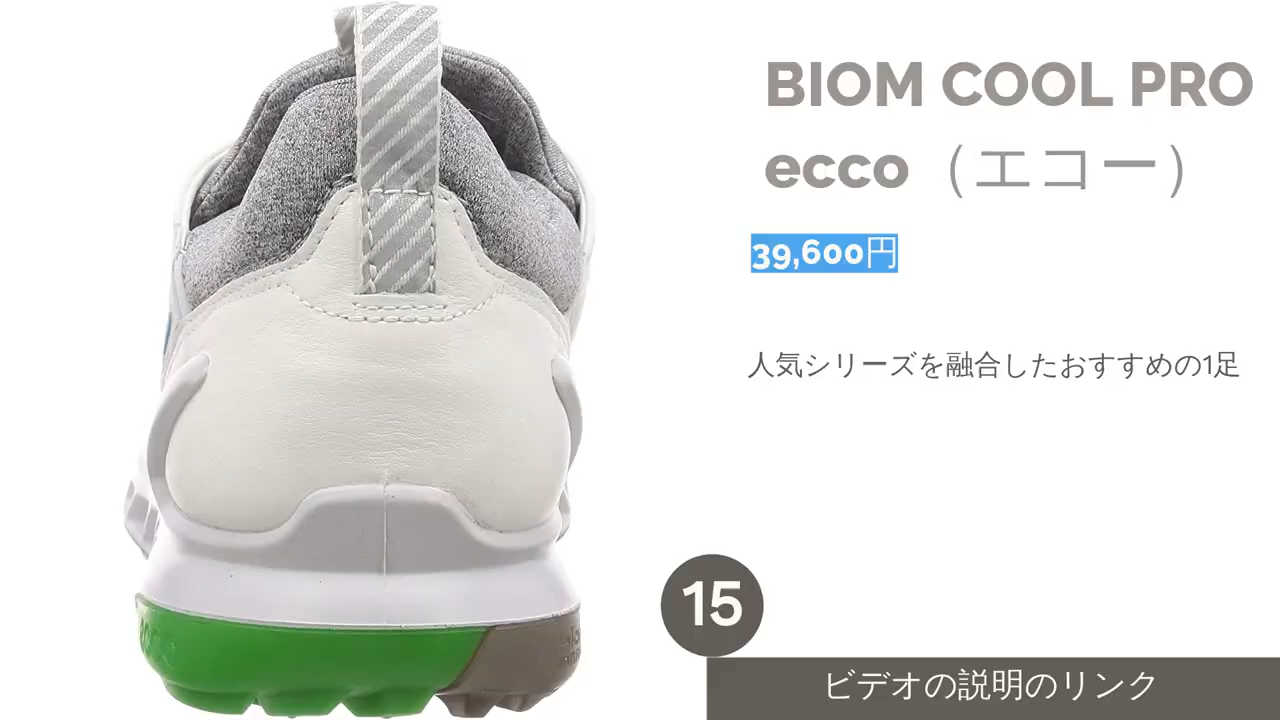 BIOM COOL PRO
ecco（エコー）
39,600円
人気シリーズを融合したおすすめの1足
15
ビデオの説明のリンク